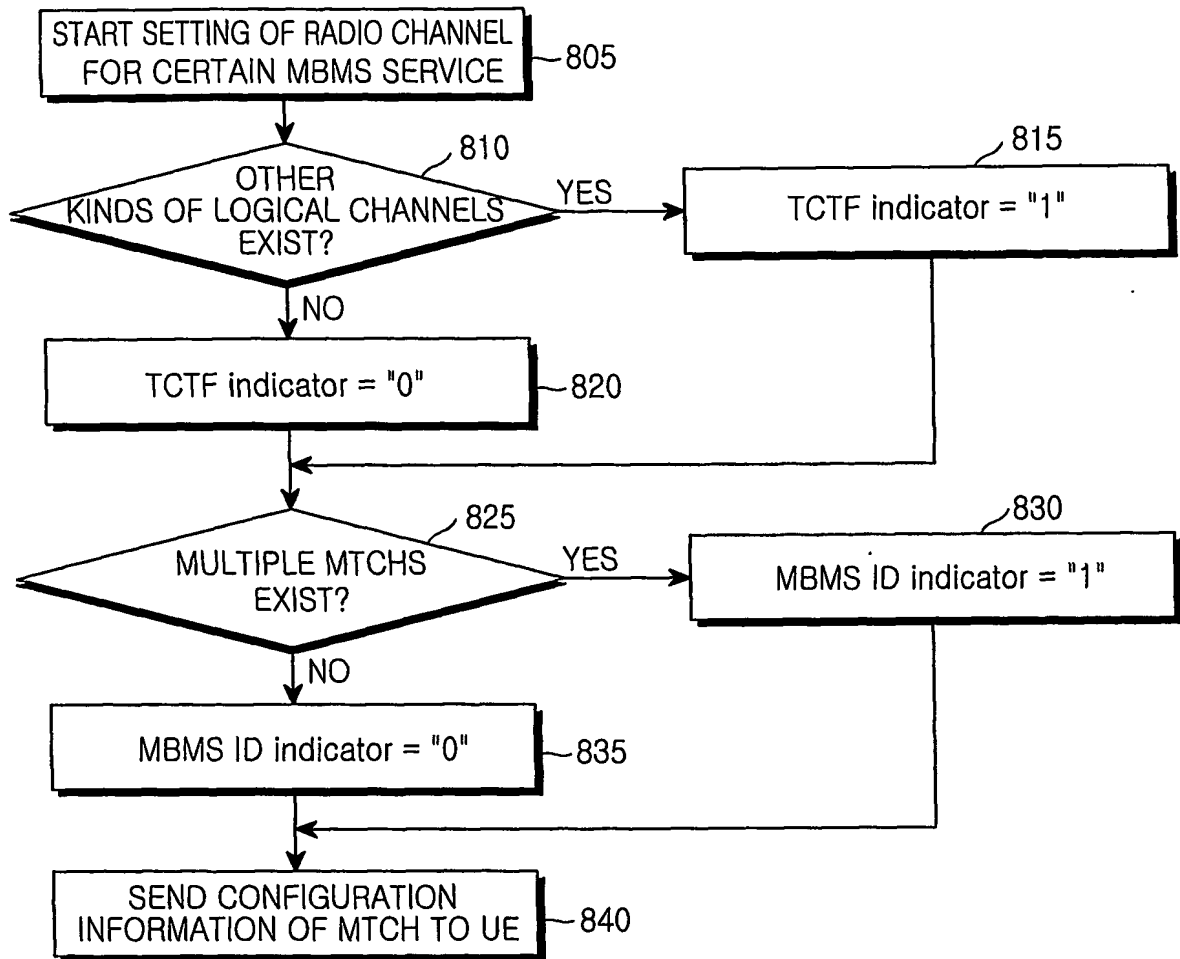 START SETTING OF RADIO CHANNEL
FOR CERTAIN MBMS SERVICE
805
810
OTHER
KINDS OF LOGICAL CHANNELS
EXIST?
YES
815
TCTF indicator = "1"
NO
TCTF indicator = "0"
820
825
MULTIPLE MTCHS
EXIST?
YES
830
MBMS ID indicator = "1"
NO
MBMS ID indicator = "0"
835
SEND CONFIGURATION
INFORMATION OF MTCH TO UE
840